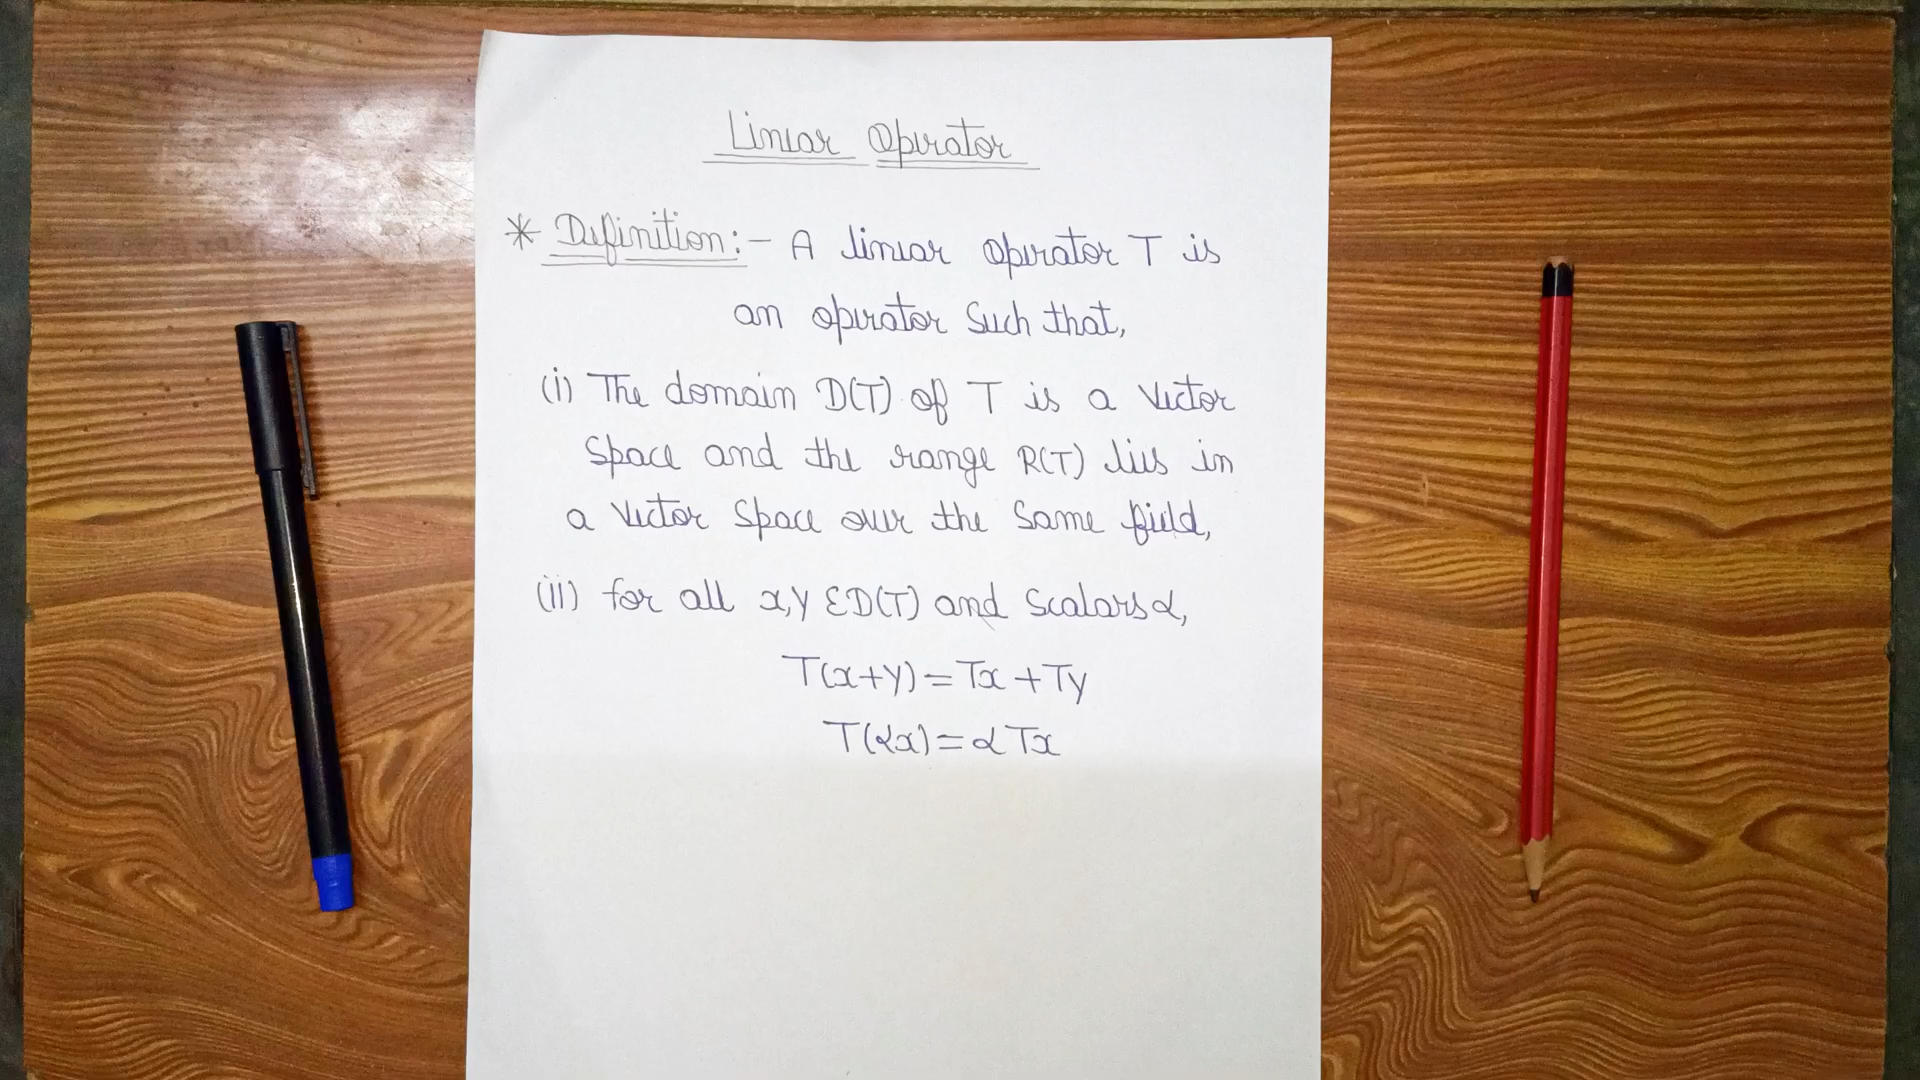 Linear Operator
* Definition:- A linear operator T is
an operator Such that,
(i) The domain D(T) of T is a vector
Space and the range R(T) lies in
a vector Space over the Same field,
(ii) for all x,y ƐD(T) and Scalars α,
T(x+y)=Tx+Ty
T(αx)=αTx